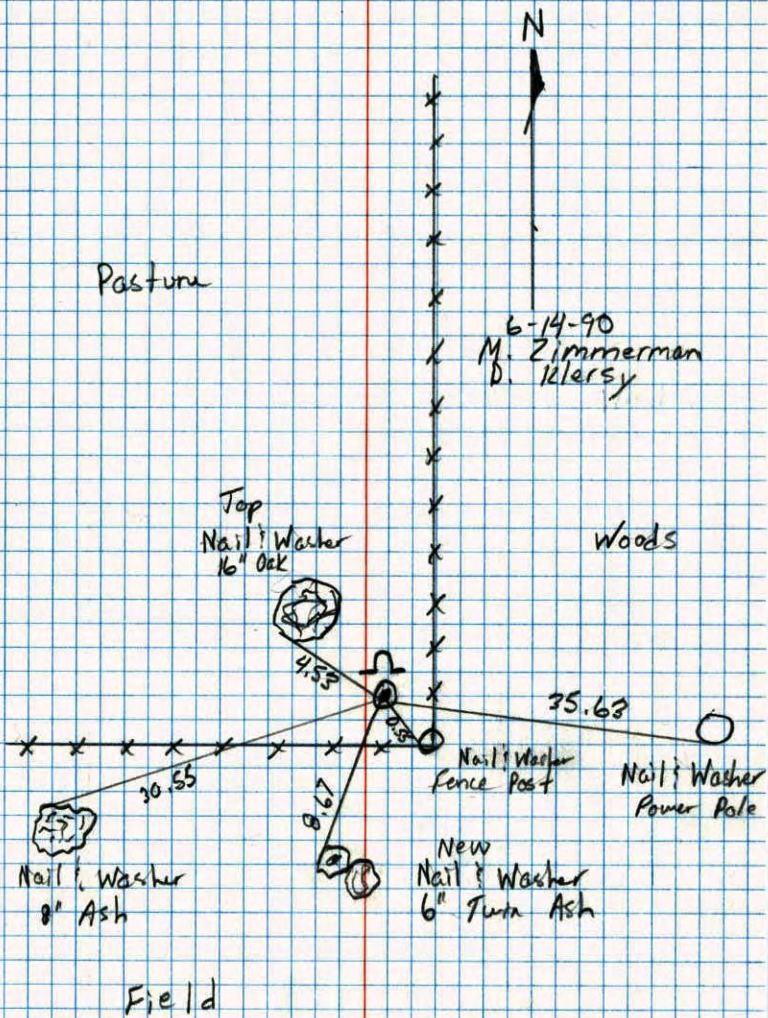 N
Pasture
6-14-90
M. Zimmerman
D. Klersy
Top
Nail & Washer
16" Oak
Woods
4.53
35.63
0.55
Nail & Washer
Fence Post
Nail & Washer
Power Pole
30.55
8.67
New
Nail & Washer
6" Twin Ash
Nail & Washer
8" Ash
Field